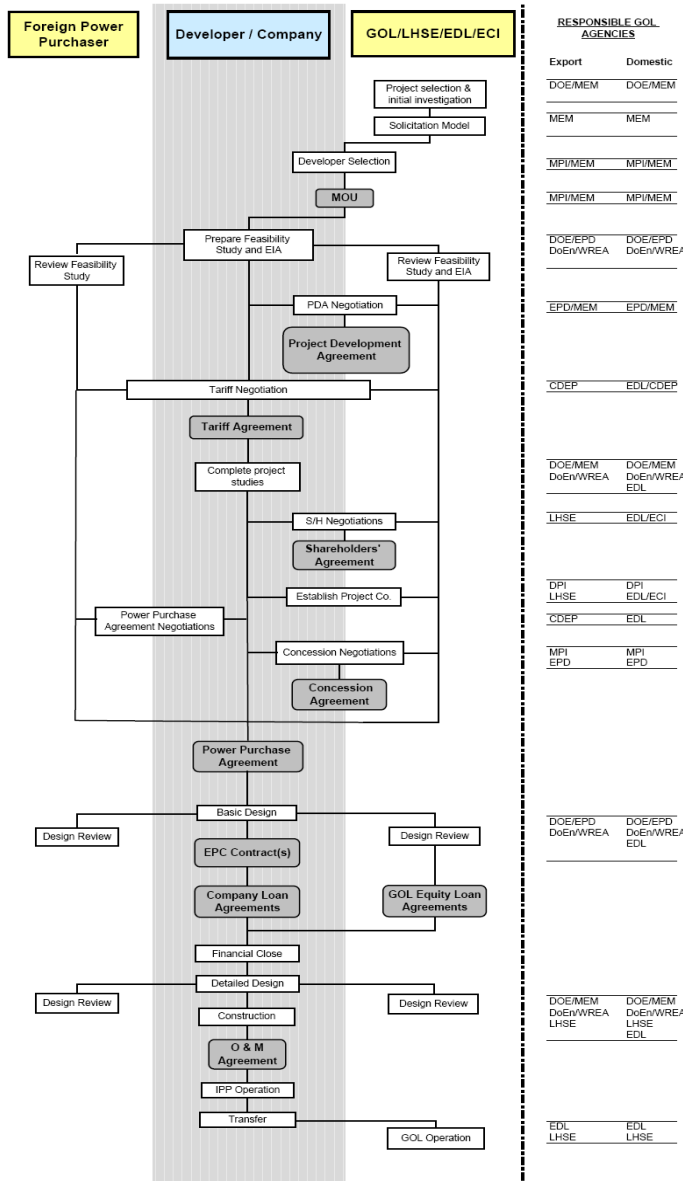 Foreign Power
Purchaser
Developer / Company
GOL/LHSE/EDL/ECI
RESPONSIBLE GOL
AGENCIES
Export Domestic
Project selection &
initial investigation
DOE/MEM DOE/MEM
Solicitation Model
MEM MEM
Developer Selection
MPI/MEM MPI/MEM
MOU
MPI/MEM MPI/MEM
Prepare Feasibility
Study and EIA
Review Feasibility
Study
Review Feasibility
Study and EIA
DOE/EPD DOE/EPD
DoEn/WREA DoEn/WREA
PDA Negotiation
EPD/MEM EPD/MEM
Project Development
Agreement
Tariff Negotiation
CDEP EDL/CDEP
Tariff Agreement
Complete project
studies
DOE/MEM DOE/MEM
DoEn/WREA DoEn/WREA
EDL
S/H Negotiations
LHSE EDL/ECI
Shareholders'
Agreement
Establish Project Co.
DPI DPI
LHSE EDL/ECI
Power Purchase
Agreement Negotiations
CDEP EDL
Concession Negotiations
MPI MPI
EPD EPD
Concession
Agreement
Power Purchase
Agreement
Basic Design
Design Review
Design Review
DOE/EPD DOE/EPD
DoEn/WREA DoEn/WREA
EDL
EPC Contract(s)
Company Loan
Agreements
GOL Equity Loan
Agreements
Financial Close
Detailed Design
Design Review
Design Review
Construction
DOE/MEM DOE/MEM
DoEn/WREA DoEn/WREA
LHSE LHSE
EDL
O & M
Agreement
IPP Operation
Transfer
GOL Operation
EDL EDL
LHSE LHSE